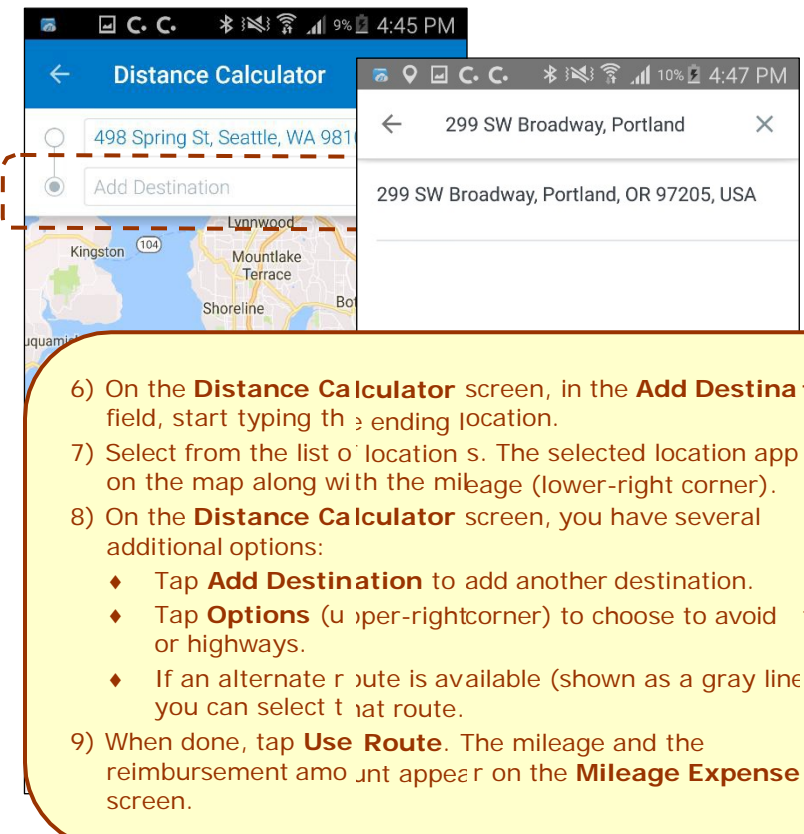 C. C. 9% 4:45 PM
Distance Calculator
498 Spring St, Seattle, WA 981
Add Destination
Lynnwood
Kingston 104 Mountlake
Terrace
Shoreline Bot
uquami
C. C. 10% 4:47 PM
299 SW Broadway, Portland
299 SW Broadway, Portland, OR 97205, USA
6) On the Distance Calculator screen, in the Add Destina
field, start typing the ending location.
7) Select from the list of locations. The selected location app
on the map along with the mileage (lower-right corner).
8) On the Distance Calculator screen, you have several
additional options:
♦ Tap Add Destination to add another destination.
♦ Tap Options (upper-right corner) to choose to avoid
or highways.
♦ If an alternate route is available (shown as a gray line
you can select that route.
9) When done, tap Use Route. The mileage and the
reimbursement amount appear on the Mileage Expense
screen.